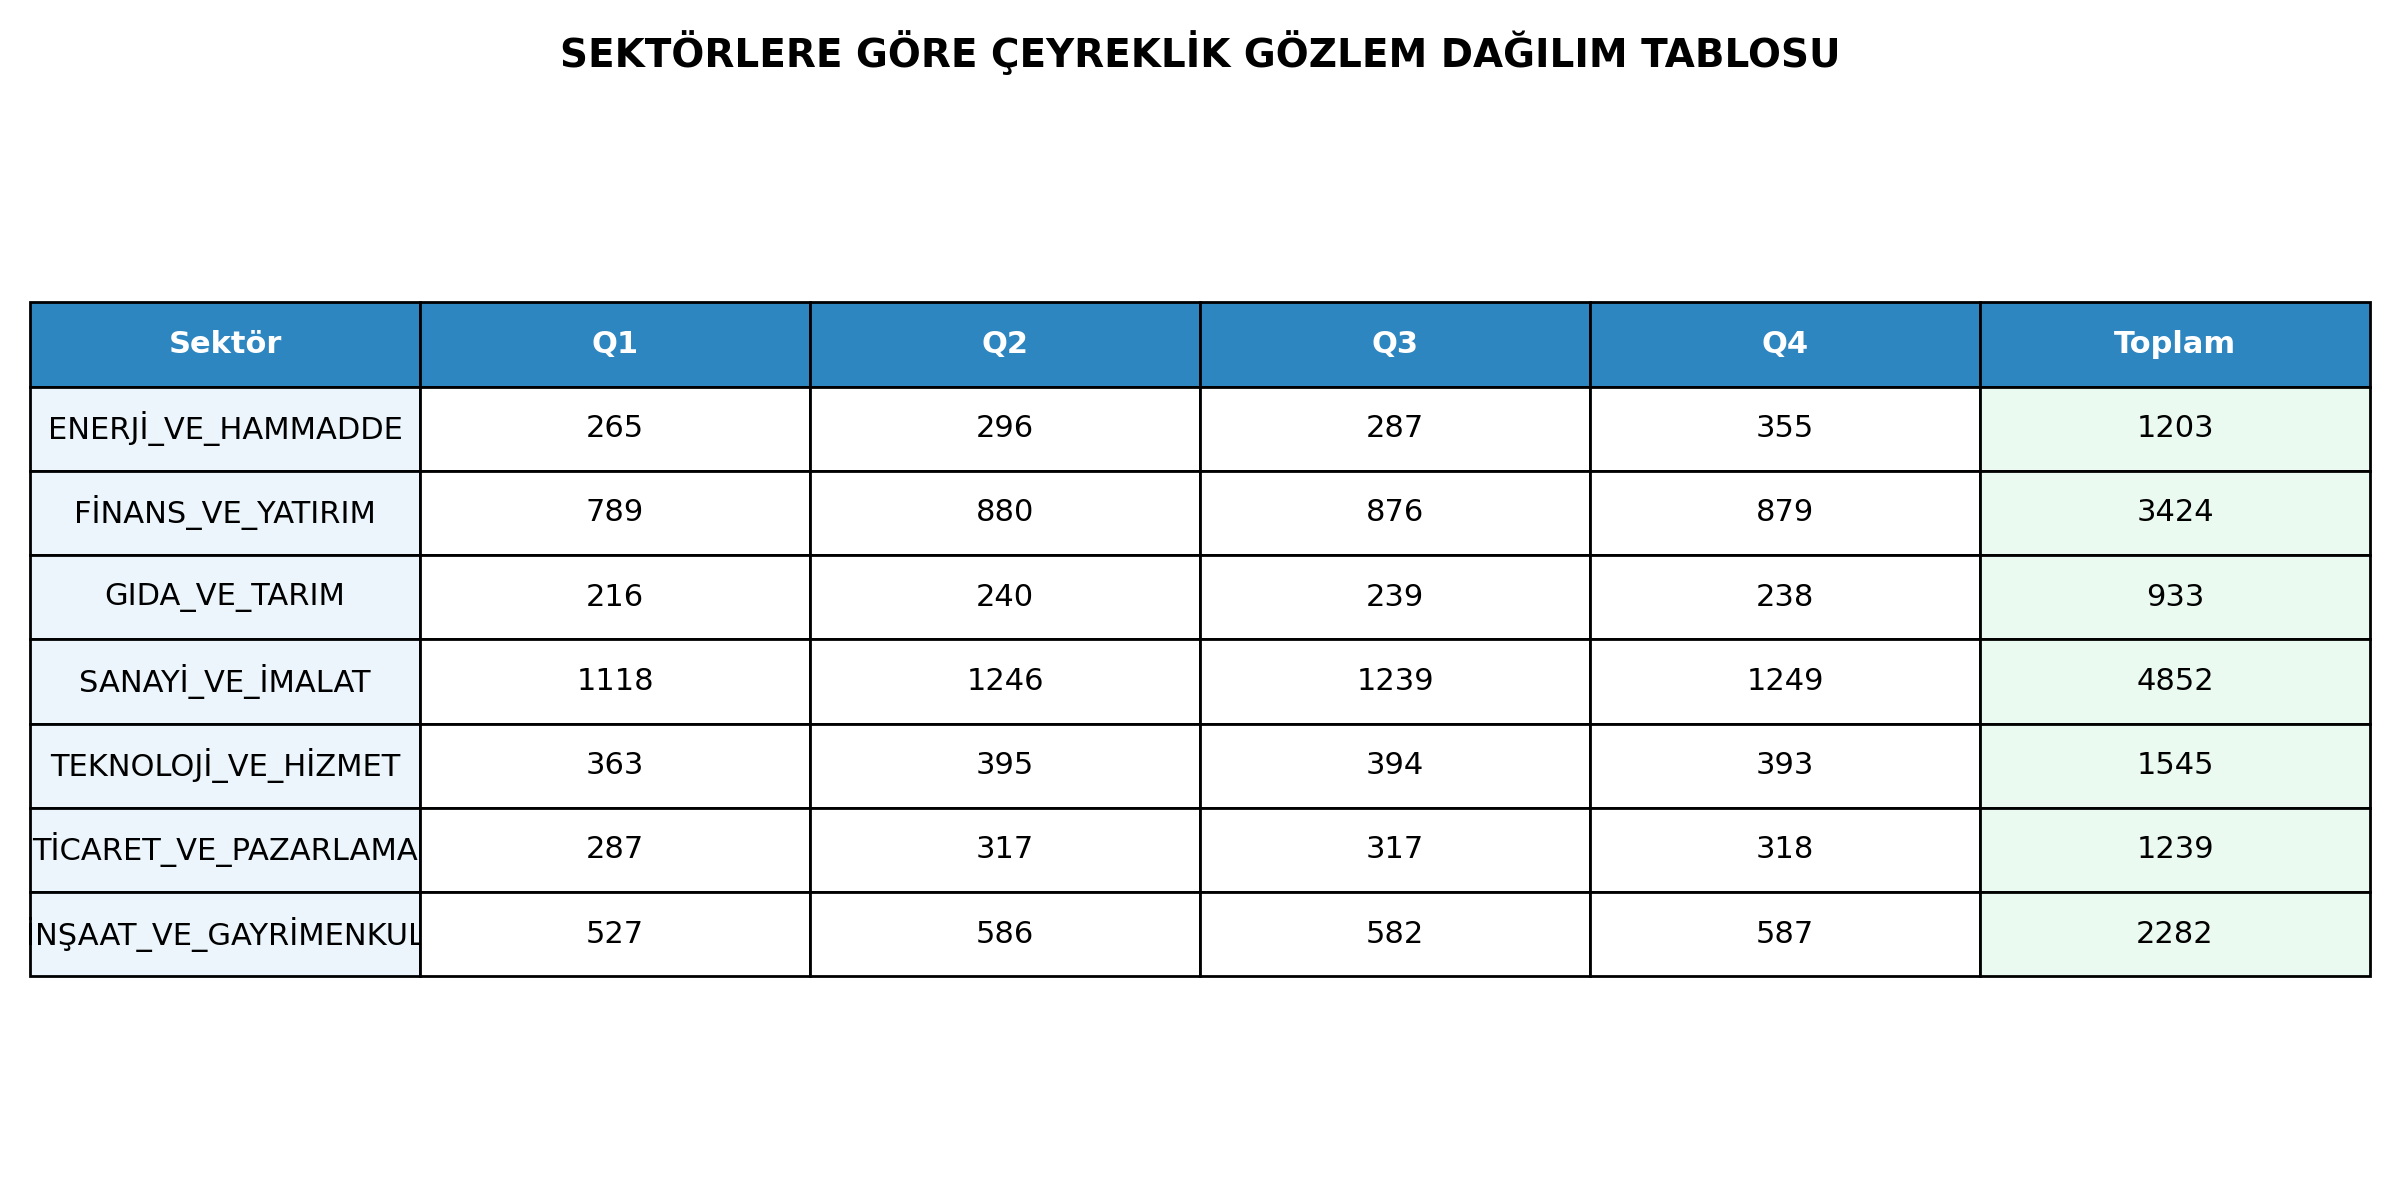 SEKTÖRLERE GÖRE ÇEYREKLİK GÖZLEM DAĞILIM TABLOSU
Sektör Q1 Q2 Q3 Q4 Toplam
ENERJİ_VE_HAMMADDE 265 296 287 355 1203
FİNANS_VE_YATIRIM 789 880 876 879 3424
GIDA_VE_TARIM 216 240 239 238 933
SANAYİ_VE_İMALAT 1118 1246 1239 1249 4852
TEKNOLOJİ_VE_HİZMET 363 395 394 393 1545
TİCARET_VE_PAZARLAMA 287 317 317 318 1239
İNŞAAT_VE_GAYRİMENKUL 527 586 582 587 2282